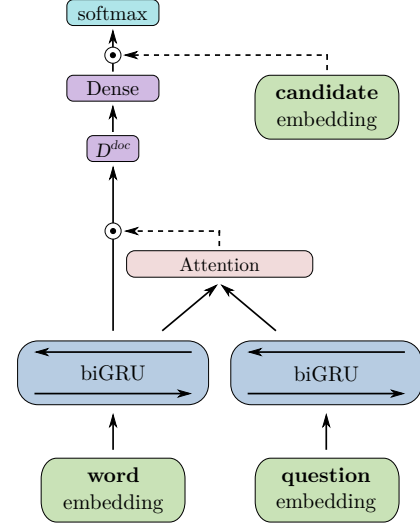 softmax
Dense
candidate
embedding
D^{doc}
Attention
biGRU
biGRU
word
embedding
question
embedding